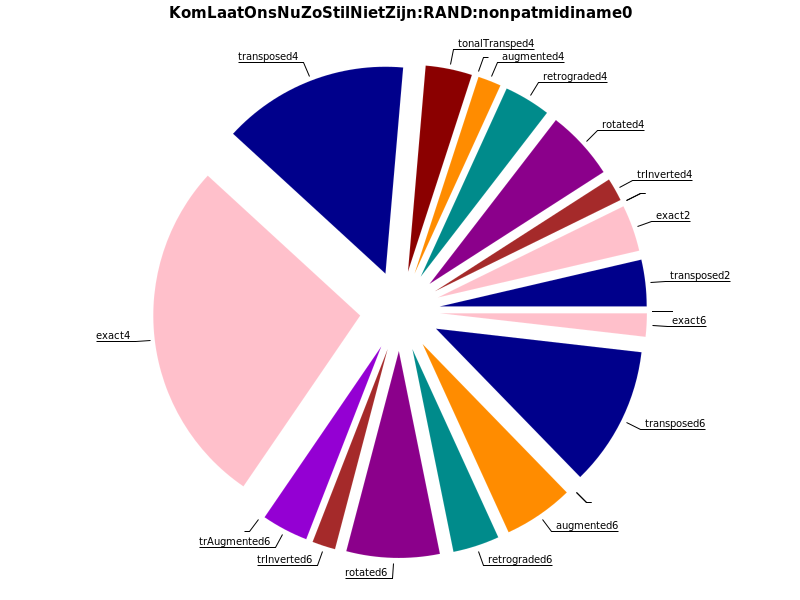 KomLaatOnsNuZoStilNietZijn:RAND:nonpatmidiname0
tonalTransped4
transposed4
augmented4
retrograded4
rotated4
trInverted4
exact2
transposed2
exact6
exact4
transposed6
augmented6
trAugmented6
trInverted6
retrograded6
rotated6